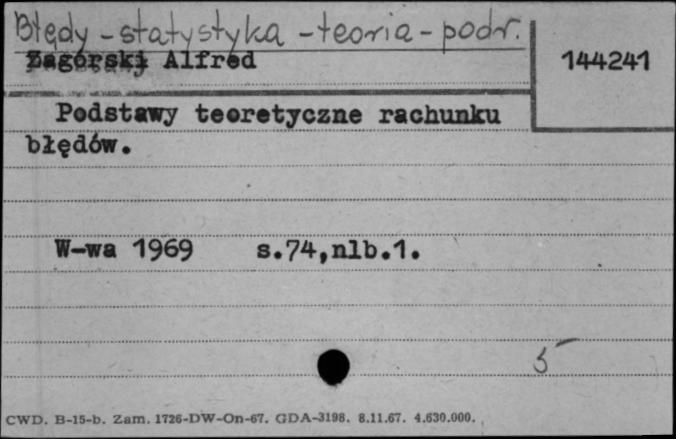 Błędy - statystyka - teoria - podr.
Zagórski Alfred
144241
Podstawy teoretyczne rachunku
błędów.
W-wa 1969 s.74,nlb.1.
5
CWD. B-15-b. Zam. 1726-DW-On-67. GDA-3198. 8.11.67. 4.630.000.